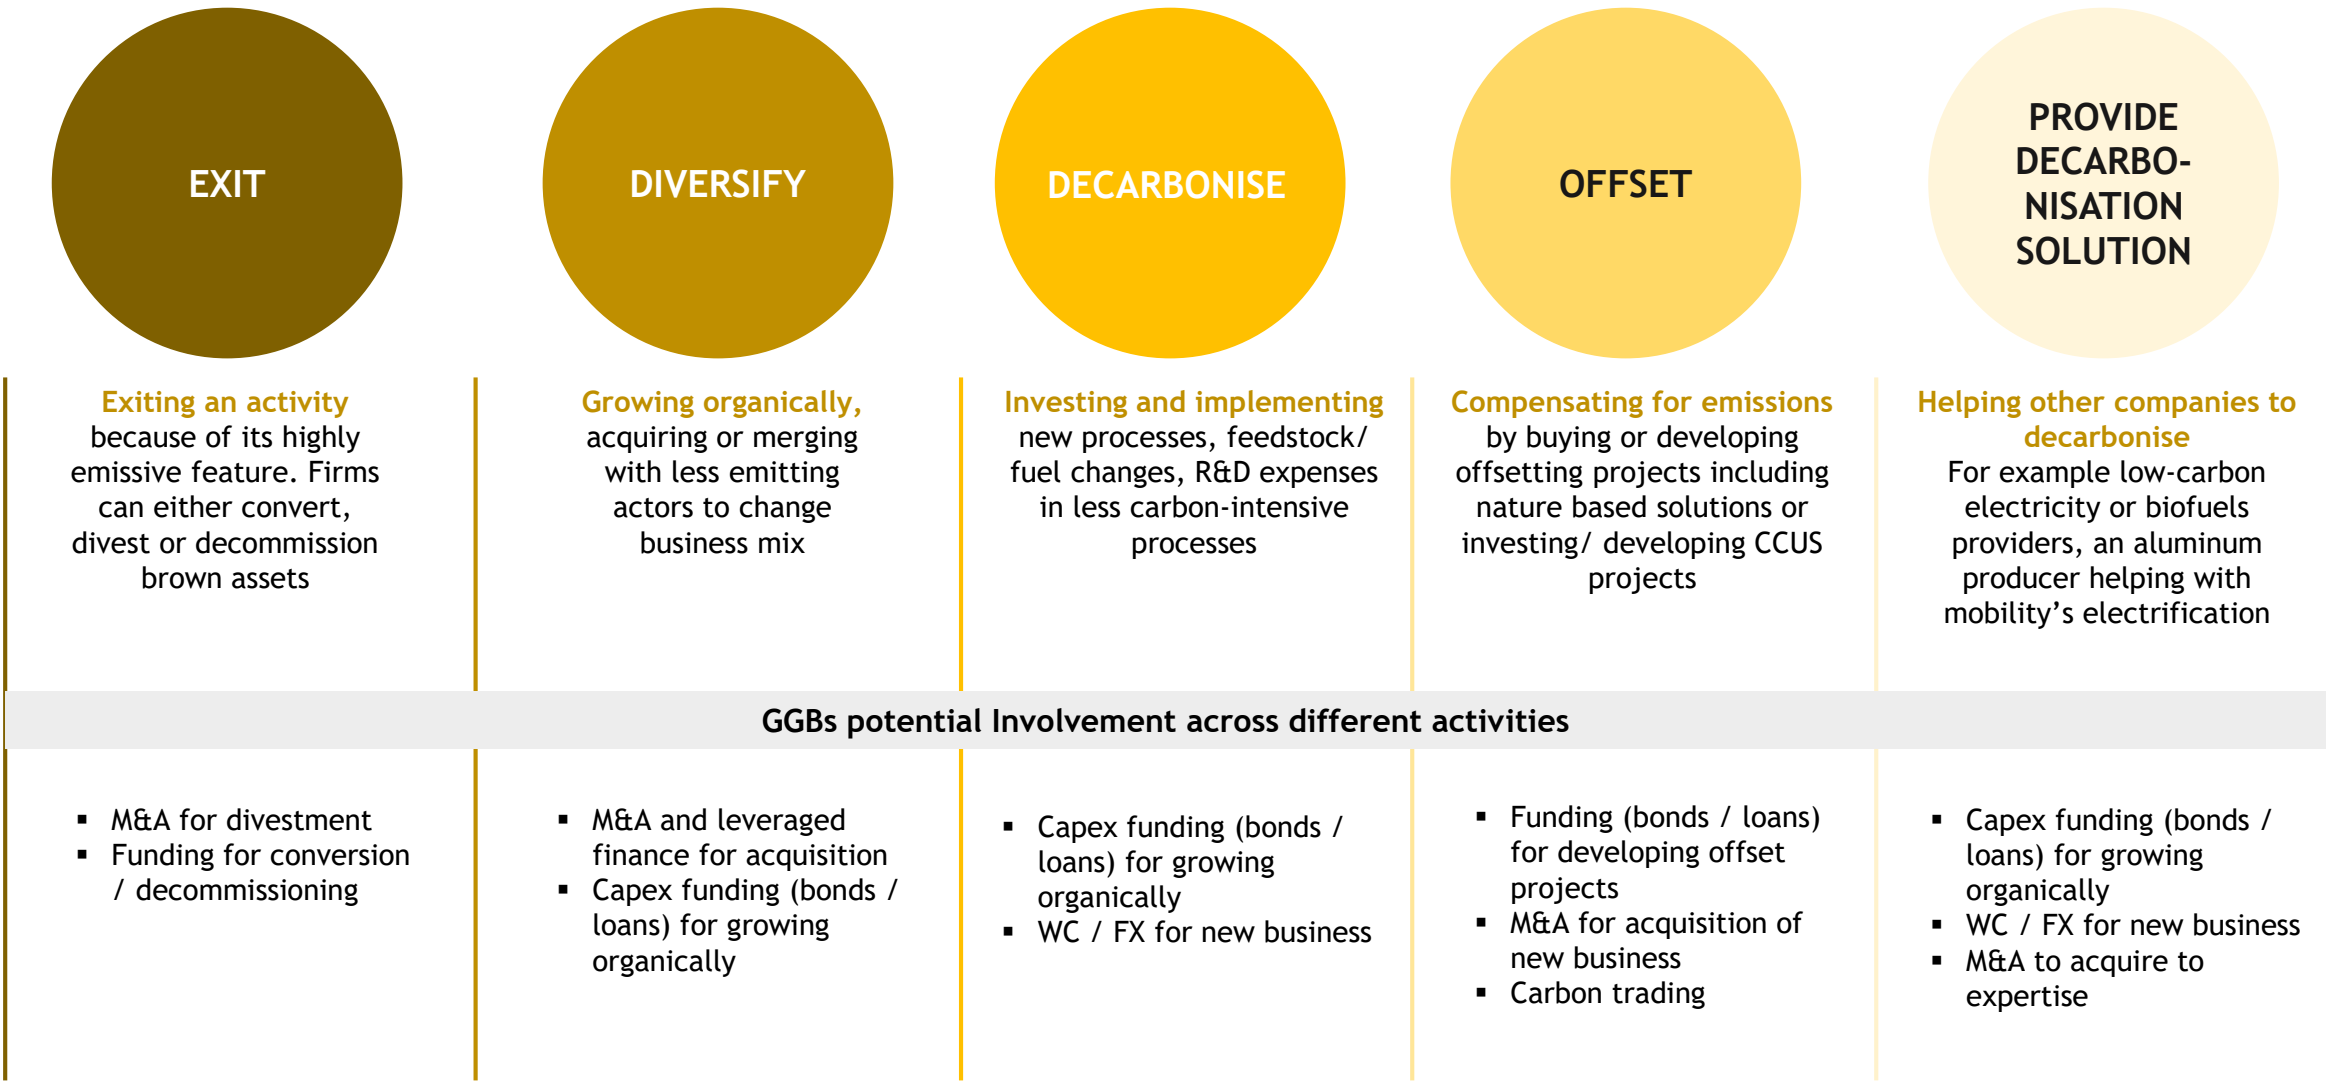 EXIT
DIVERSIFY
DECARBONISE
OFFSET
PROVIDE
DECARBO-
NISATION
SOLUTION
Exiting an activity
because of its highly
emissive feature. Firms
can either convert,
divest or decommission
brown assets
Growing organically,
acquiring or merging
with less emitting
actors to change
business mix
Investing and implementing
new processes, feedstock/
fuel changes, R&D expenses
in less carbon-intensive
processes
Compensating for emissions
by buying or developing
offsetting projects including
nature based solutions or
investing/ developing CCUS
projects
Helping other companies to
decarbonise
For example low-carbon
electricity or biofuels
providers, an aluminum
producer helping with
mobility’s electrification
GGBs potential Involvement across different activities
▪ M&A for divestment
▪ Funding for conversion
/ decommissioning
▪ M&A and leveraged
finance for acquisition
▪ Capex funding (bonds /
loans) for growing
organically
▪ Capex funding (bonds /
loans) for growing
organically
▪ WC / FX for new business
▪ Funding (bonds / loans)
for developing offset
projects
▪ M&A for acquisition of
new business
▪ Carbon trading
▪ Capex funding (bonds /
loans) for growing
organically
▪ WC / FX for new business
▪ M&A to acquire to
expertise